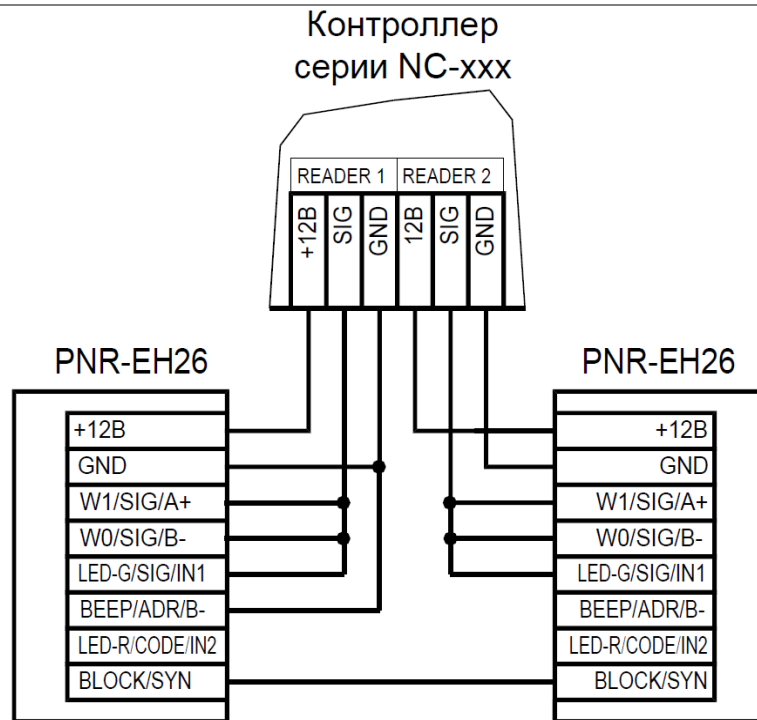 Контроллер
серии NC-xxx
READER 1 READER 2
+12В SIG GND 12В SIG GND
PNR-EH26
+12В
GND
W1/SIG/A+
W0/SIG/B-
LED-G/SIG/IN1
BEEP/ADR/B-
LED-R/CODE/IN2
BLOCK/SYN
PNR-EH26
+12В
GND
W1/SIG/A+
W0/SIG/B-
LED-G/SIG/IN1
BEEP/ADR/B-
LED-R/CODE/IN2
BLOCK/SYN